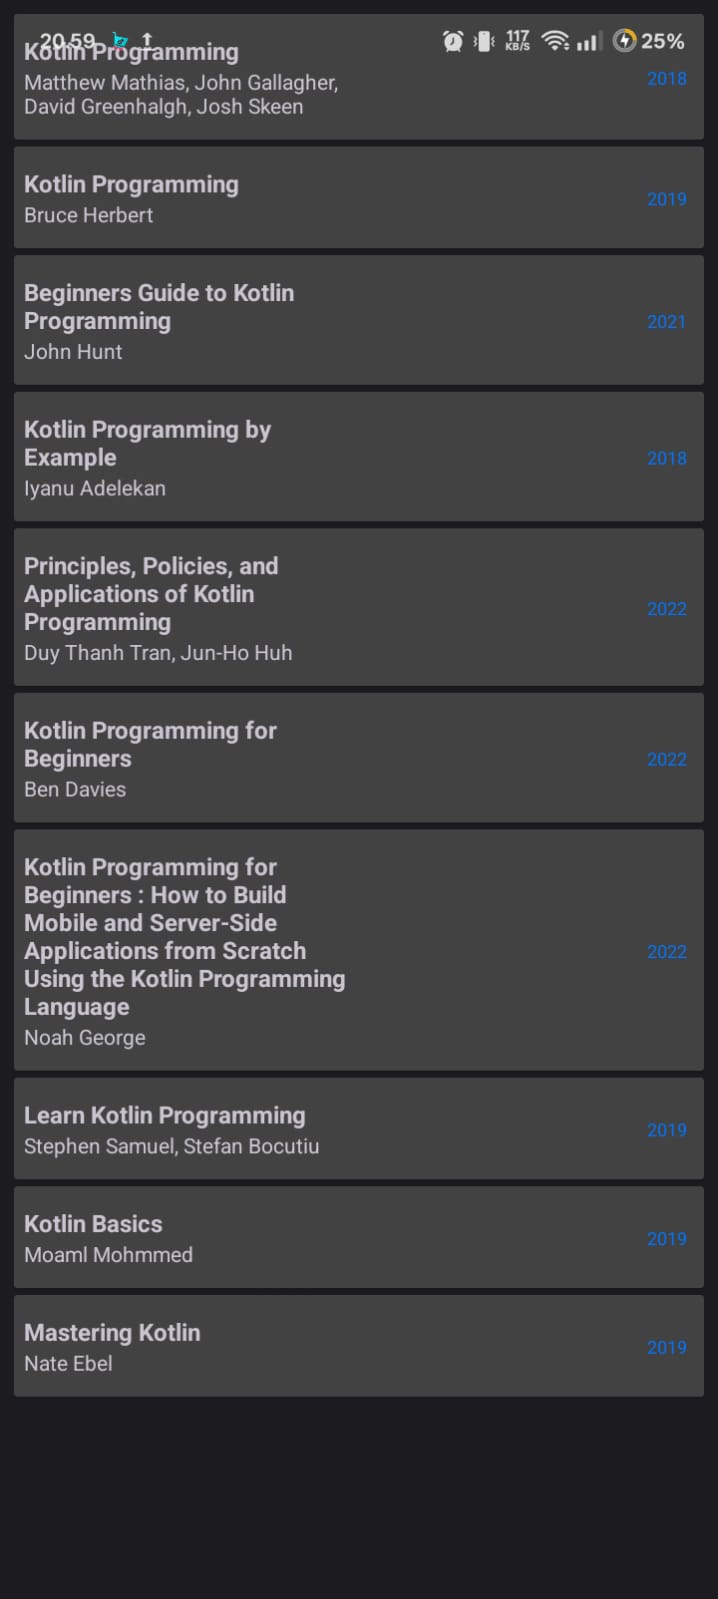 20.59 117 KB/S 25%
Kotlin Programming
Matthew Mathias, John Gallagher,
David Greenhalgh, Josh Skeen
2018
Kotlin Programming
Bruce Herbert
2019
Beginners Guide to Kotlin
Programming
John Hunt
2021
Kotlin Programming by
Example
Iyanu Adelekan
2018
Principles, Policies, and
Applications of Kotlin
Programming
Duy Thanh Tran, Jun-Ho Huh
2022
Kotlin Programming for
Beginners
Ben Davies
2022
Kotlin Programming for
Beginners : How to Build
Mobile and Server-Side
Applications from Scratch
Using the Kotlin Programming
Language
Noah George
2022
Learn Kotlin Programming
Stephen Samuel, Stefan Bocutiu
2019
Kotlin Basics
Moaml Mohmmed
2019
Mastering Kotlin
Nate Ebel
2019